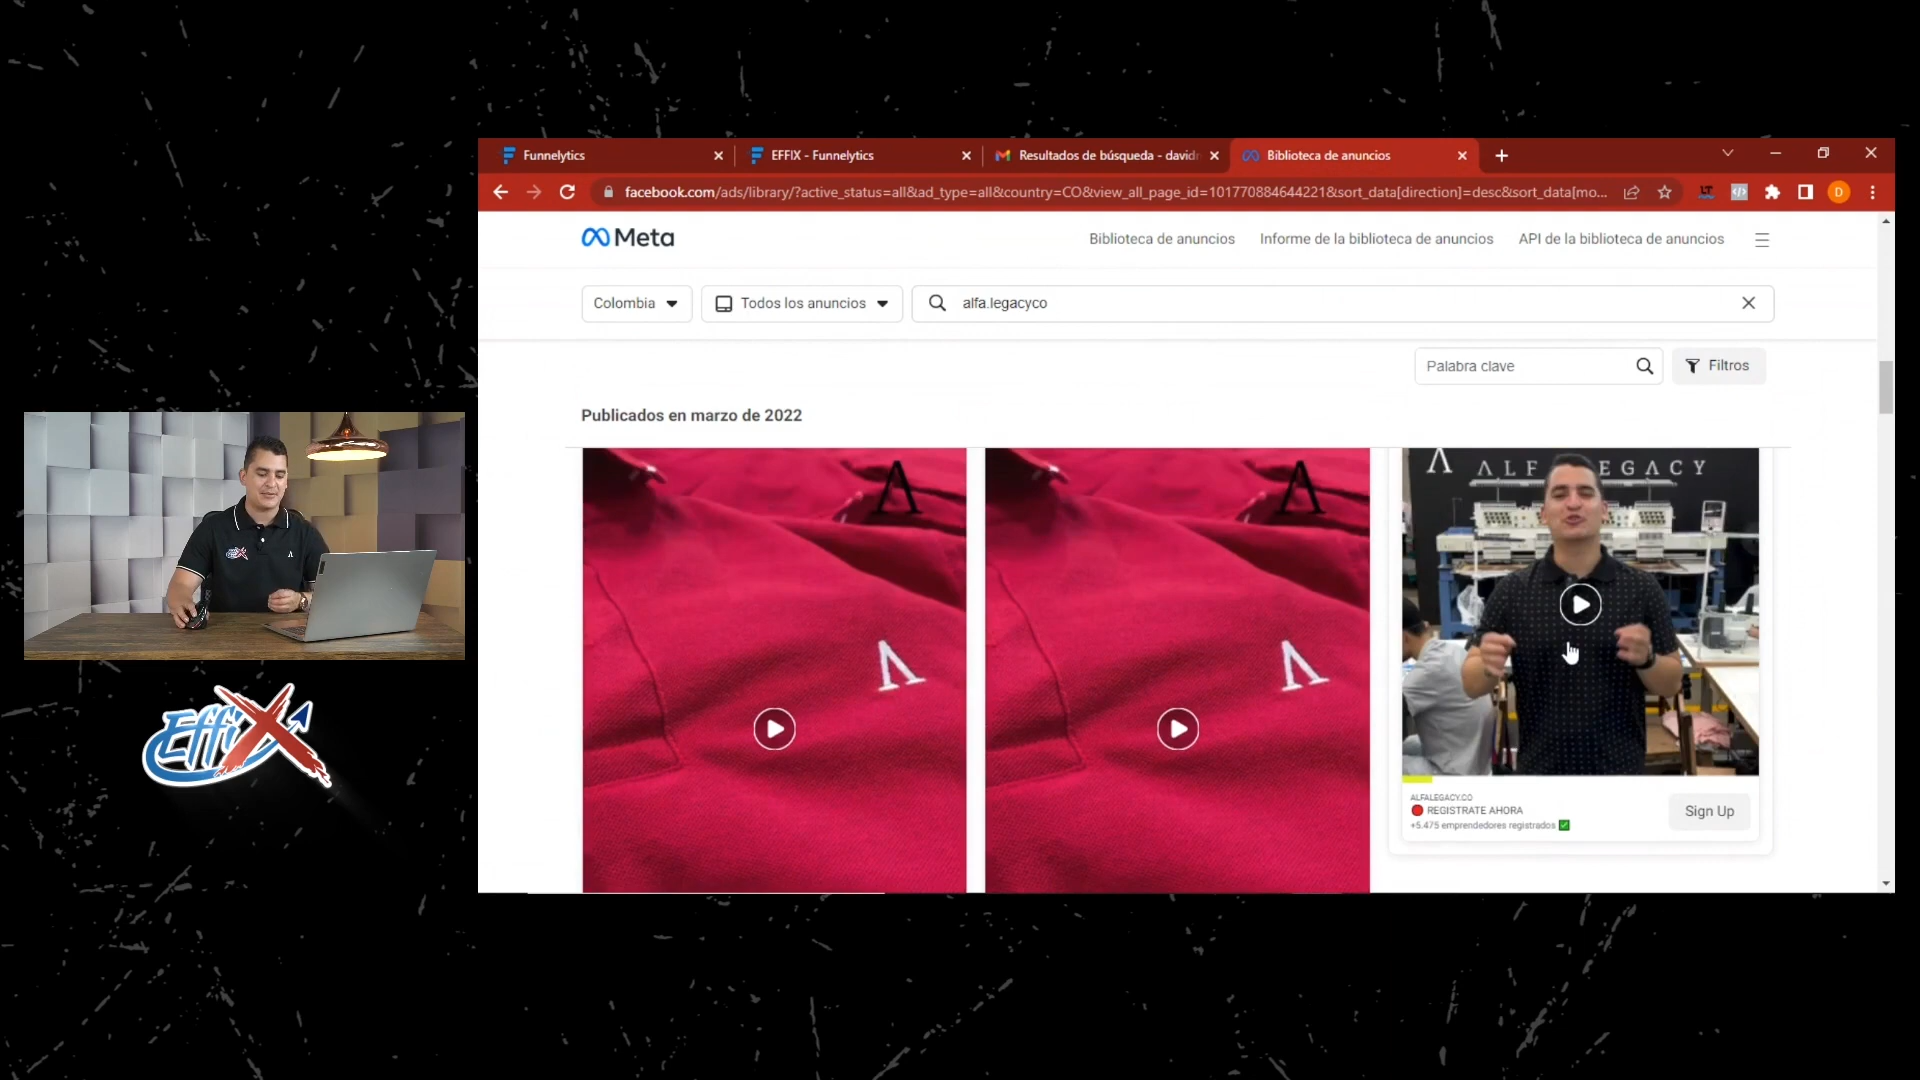 Funnelytics
EFFIX - Funnelytics
Resultados de búsqueda - davidr
Biblioteca de anuncios
facebook.com/ads/library/?active_status=all&ad_type=all&country=CO&view_all_page_id=101770884644221&sort_data[direction]=desc&sort_data[mo...
LT
D
Meta
Biblioteca de anuncios
Informe de la biblioteca de anuncios
API de la biblioteca de anuncios
Colombia
Todos los anuncios
alfa.legacyco
Palabra clave
Filtros
Publicados en marzo de 2022
ALFALEGACY.CO
REGISTRATE AHORA
+5.475 emprendedores registrados
Sign Up
EffiX